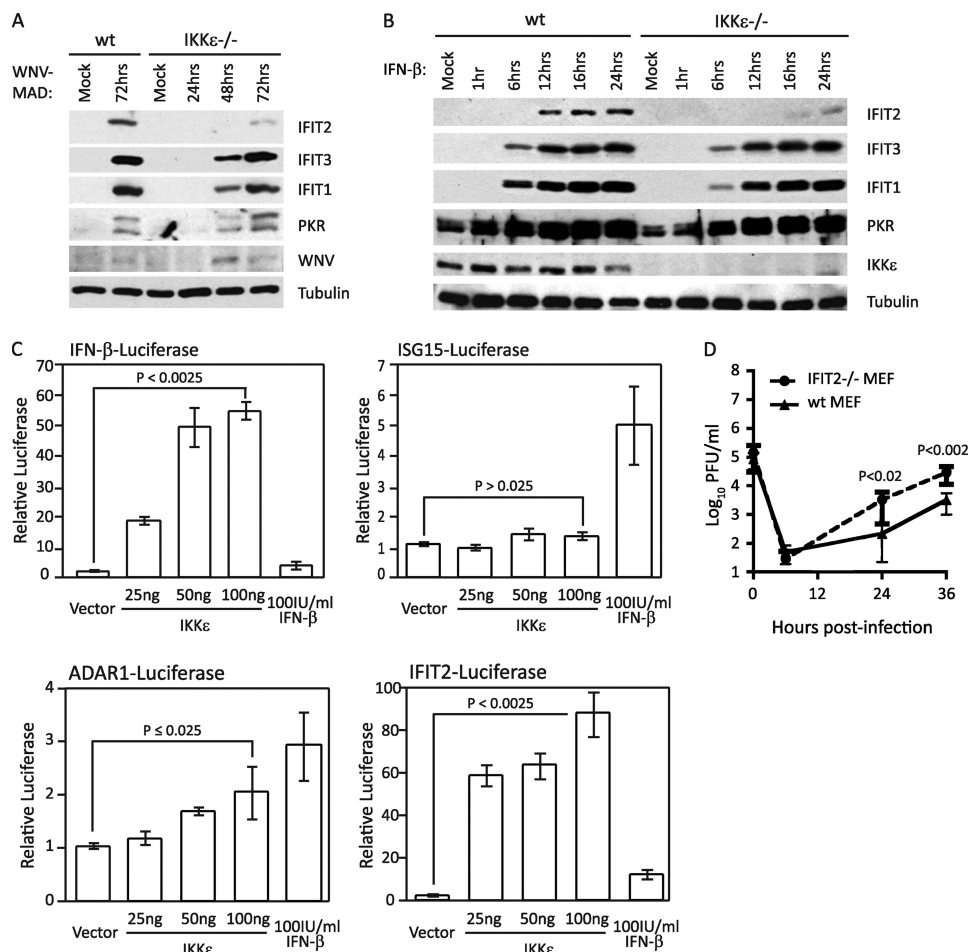 A
wt
IKKε-/-
WNV-MAD:
Mock
72hrs
Mock
24hrs
48hrs
72hrs
IFIT2
IFIT3
IFIT1
PKR
WNV
Tubulin
B
wt
IKKε-/-
IFN-β:
Mock
1hr
6hrs
12hrs
16hrs
24hrs
Mock
1hr
6hrs
12hrs
16hrs
24hrs
IFIT2
IFIT3
IFIT1
PKR
IKKε
Tubulin
C
IFN-β-Luciferase
Relative Luciferase
70
60
50
40
30
20
10
0
P < 0.0025
Vector
25ng
50ng
100ng
IKKε
100IU/ml
IFN-β
ISG15-Luciferase
Relative Luciferase
7
6
5
4
3
2
1
0
P > 0.025
Vector
25ng
50ng
100ng
IKKε
100IU/ml
IFN-β
D
Log10 PFU/ml
8
7
6
5
4
3
2
1
IFIT2-/- MEF
wt MEF
P<0.02
P<0.002
0
12
24
36
Hours post-infection
ADAR1-Luciferase
Relative Luciferase
4
3
2
1
0
P ≤ 0.025
Vector
25ng
50ng
100ng
IKKε
100IU/ml
IFN-β
IFIT2-Luciferase
Relative Luciferase
100
80
60
40
20
0
P < 0.0025
Vector
25ng
50ng
100ng
IKKε
100IU/ml
IFN-β